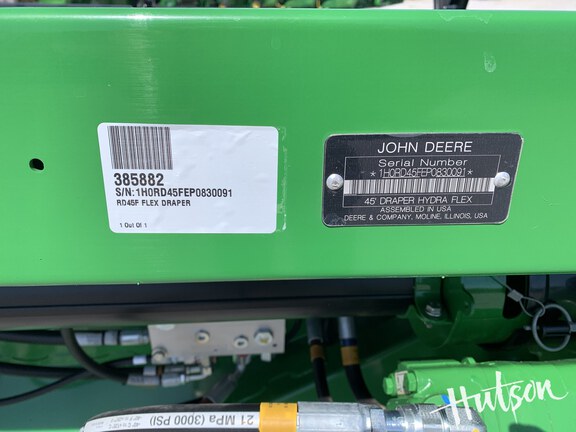 385882
S/N:1H0RD45FEP0830091
RD45F FLEX DRAPER
1 Out Of 1
JOHN DEERE
Serial Number
*1H0RD45FEP0830091*
45' DRAPER HYDRA FLEX
ASSEMBLED IN USA
DEERE & COMPANY, MOLINE, ILLINOIS, USA
21 MPa (3000 PSI)
Hutson